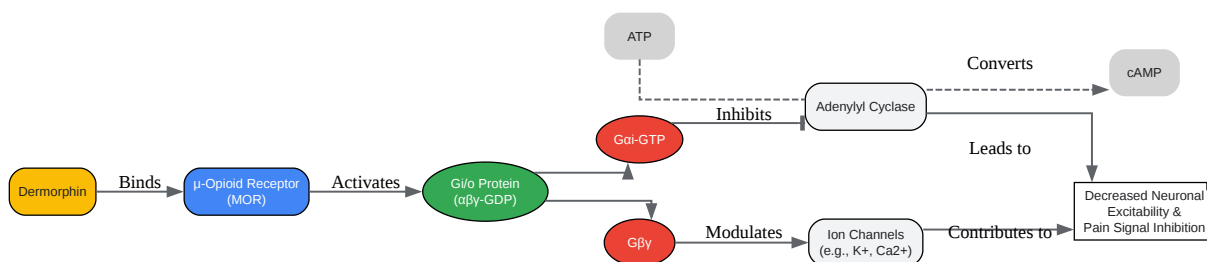 ATP
Converts
cAMP
Adenylyl Cyclase
Inhibits
Gαi-GTP
Leads to
Dermorphin
Binds
μ-Opioid Receptor
(MOR)
Activates
Gi/o Protein
(αβγ-GDP)
Decreased Neuronal
Excitability &
Pain Signal Inhibition
Gβγ
Modulates
Ion Channels
(e.g., K+, Ca2+)
Contributes to